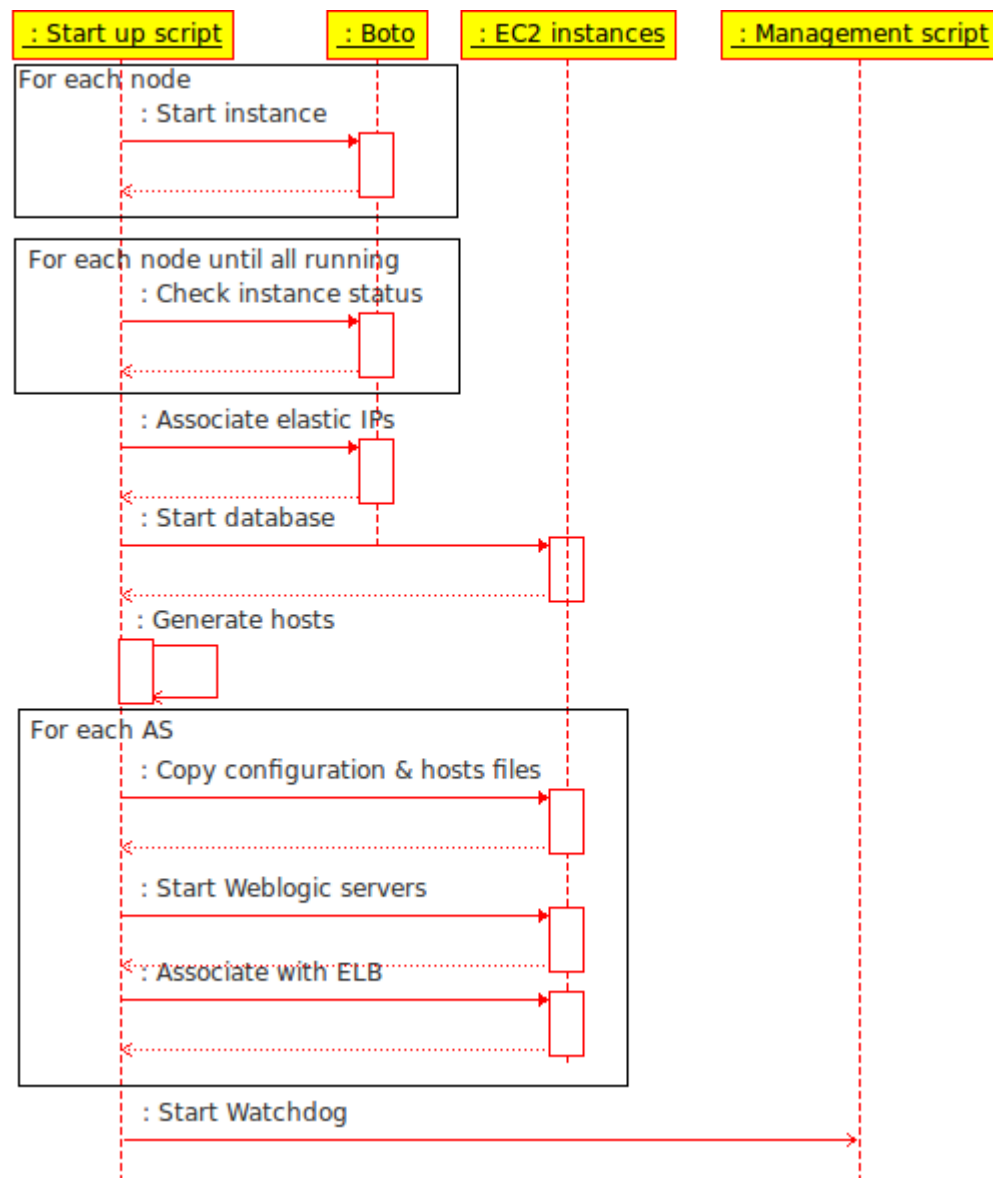 : Start up script
: Boto
: EC2 instances
: Management script
For each node
: Start instance
For each node until all running
: Check instance status
: Associate elastic IPs
: Start database
: Generate hosts
For each AS
: Copy configuration & hosts files
: Start Weblogic servers
: Associate with ELB
: Start Watchdog